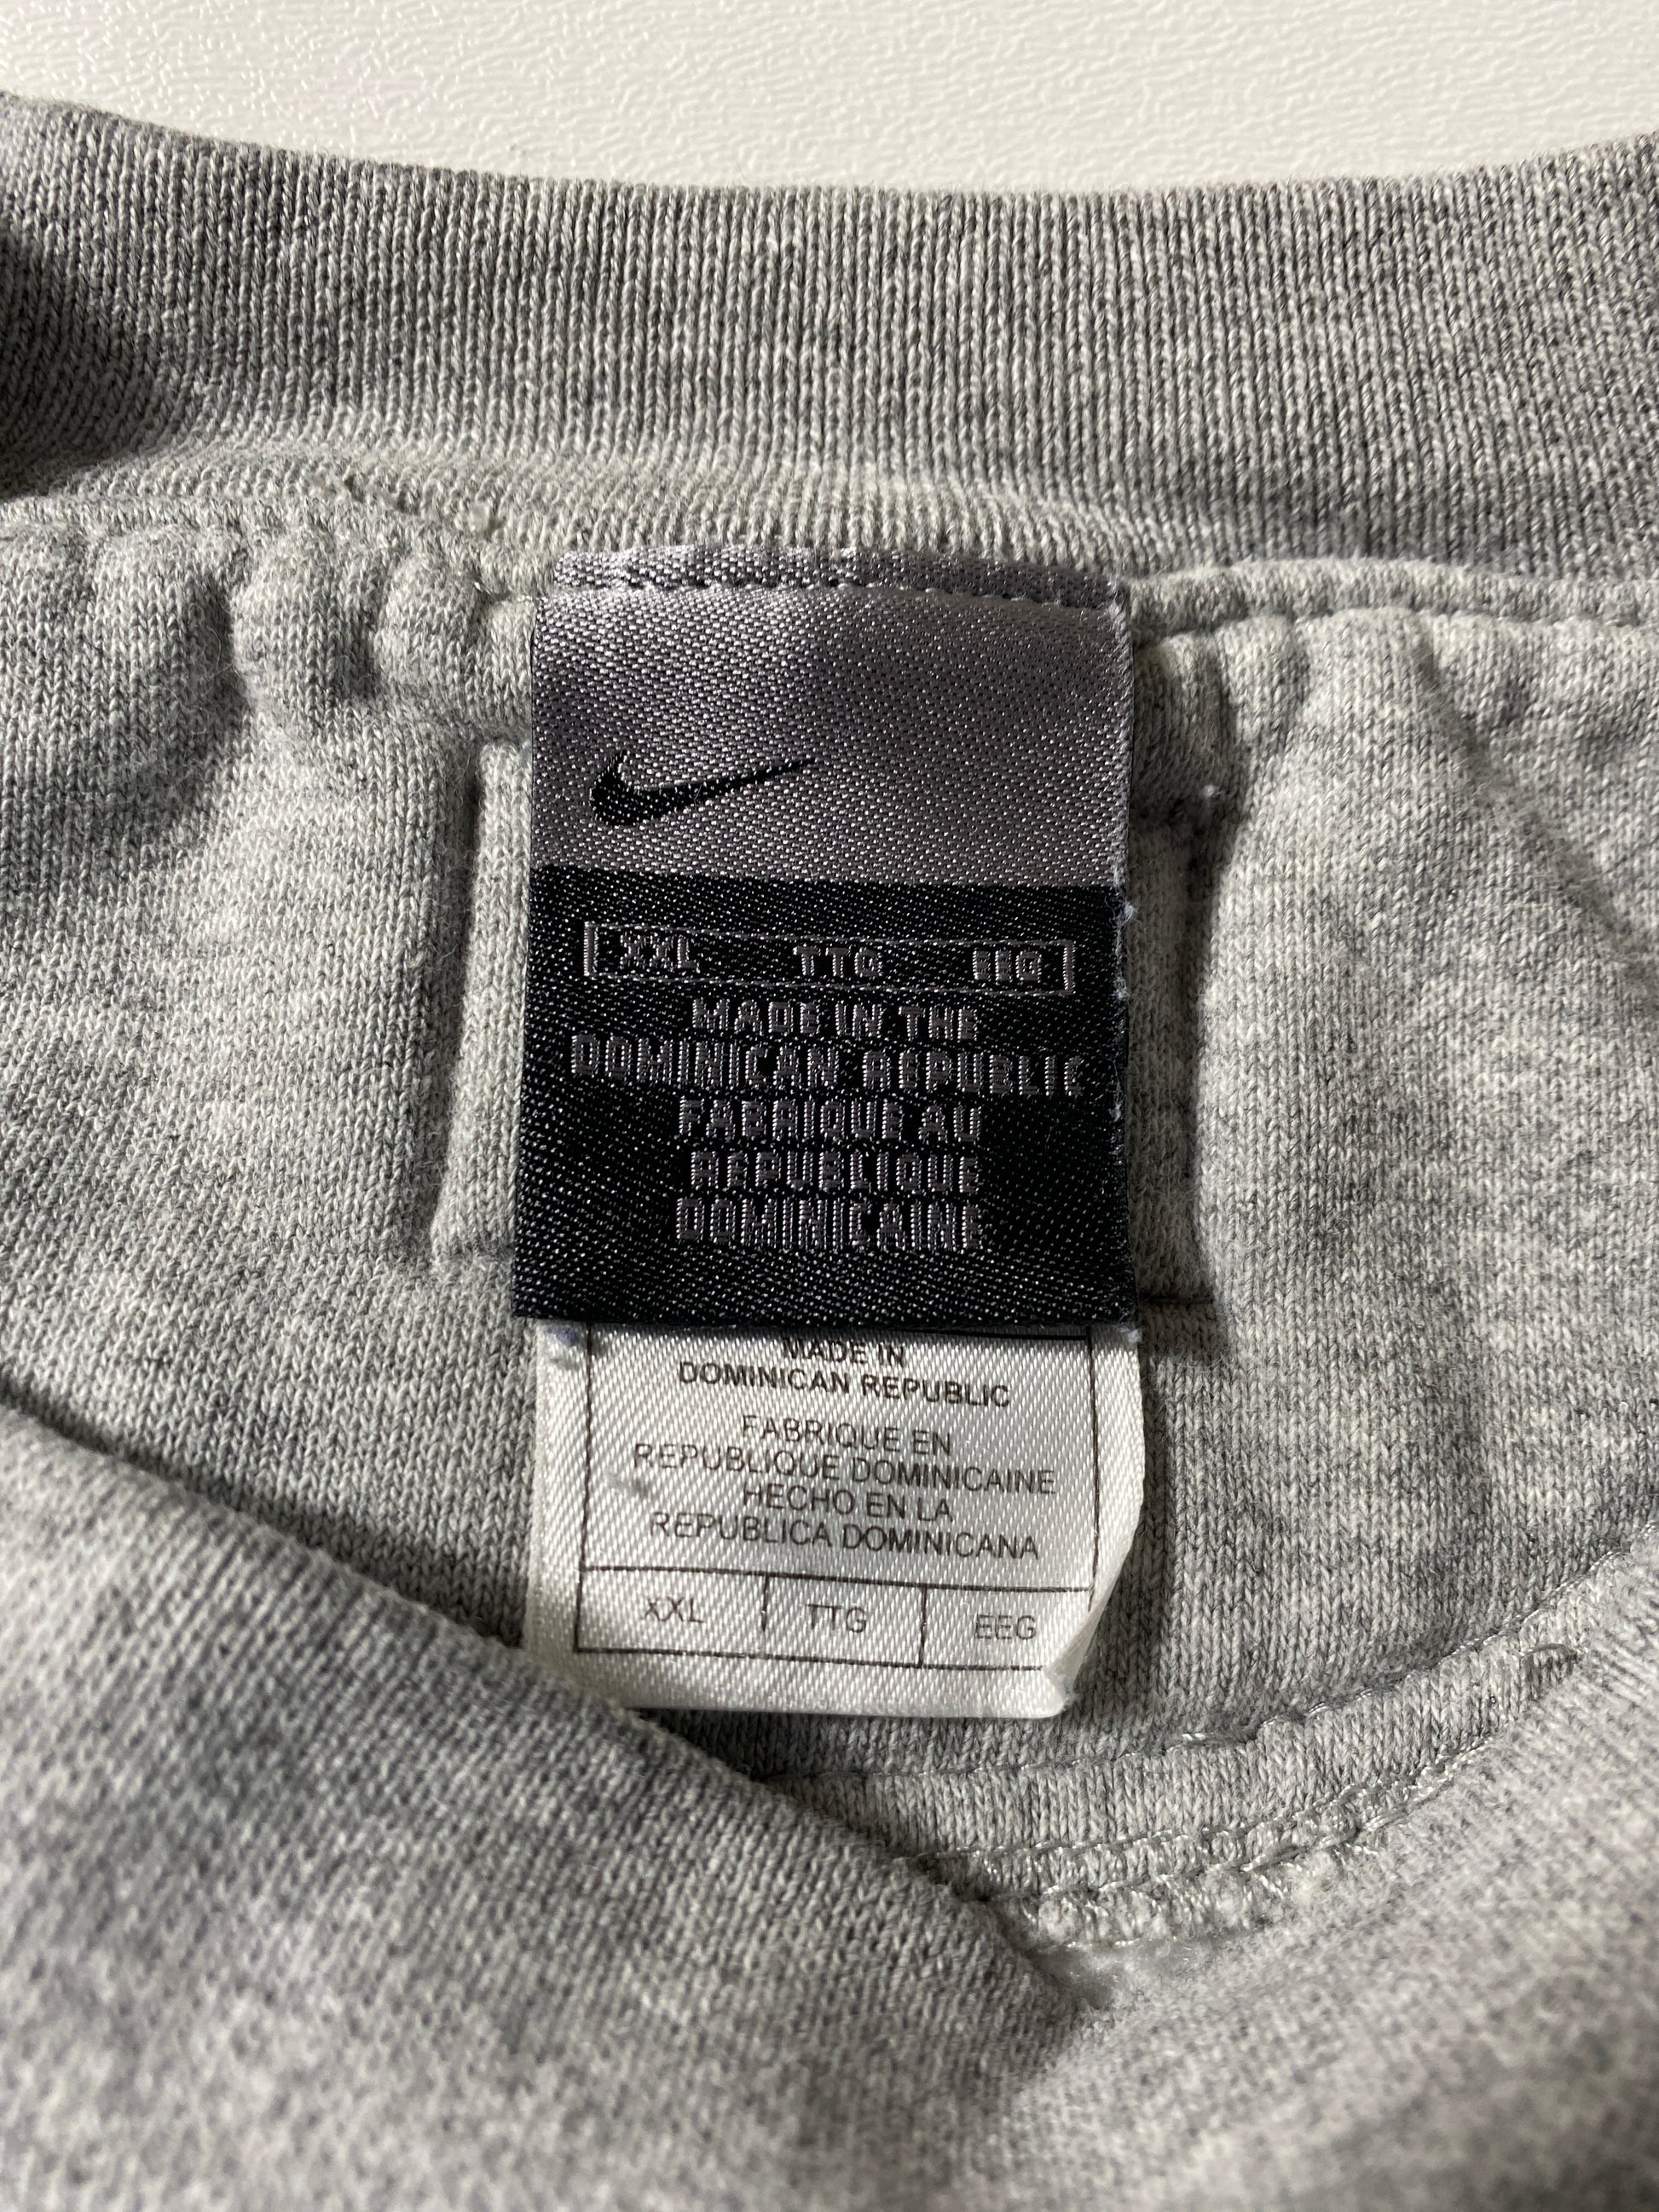 XXL TTG EEG
MADE IN THE
DOMINICAN REPUBLIC
FABRIQUE AU
REPUBLIQUE
DOMINICAINE
MADE IN
DOMINICAN REPUBLIC
FABRIQUE EN
REPUBLIQUE DOMINICAINE
HECHO EN LA
REPUBLICA DOMINICANA
XXL TTG EEG